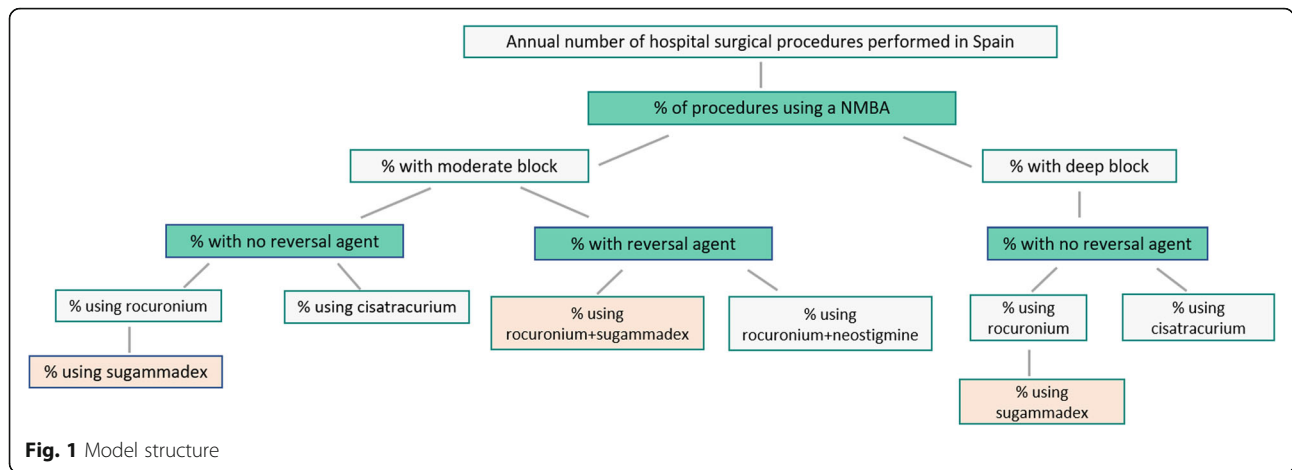 Annual number of hospital surgical procedures performed in Spain
% of procedures using a NMBA
% with moderate block
% with deep block
% with no reversal agent
% with reversal agent
% with no reversal agent
% using rocuronium
% using cisatracurium
% using
rocuronium+sugammadex
% using
rocuronium+neostigmine
% using
rocuronium
% using
cisatracurium
% using sugammadex
% using
sugammadex
Fig. 1 Model structure